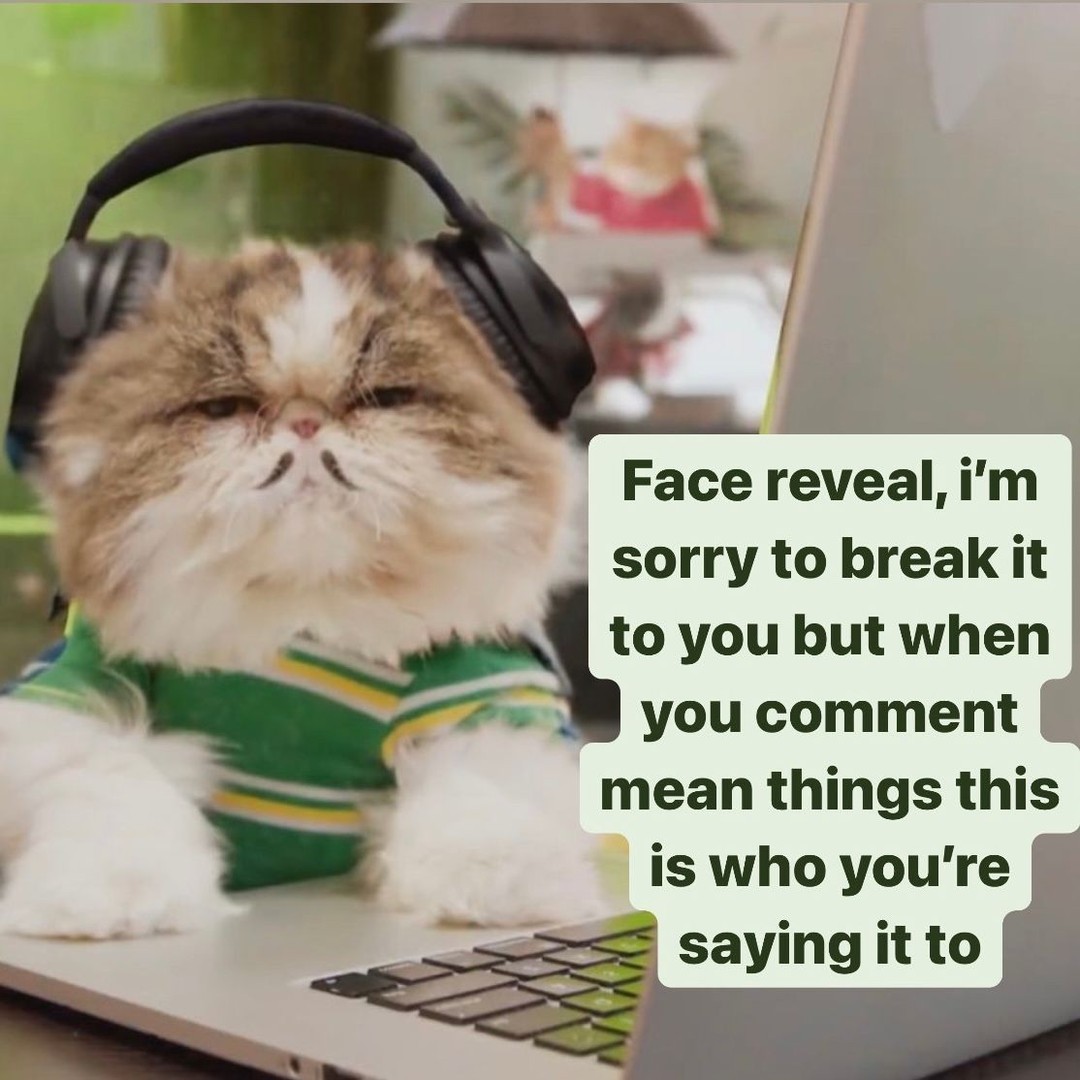 Face reveal, i'm
sorry to break it
to you but when
you comment
mean things this
is who you're
saying it to